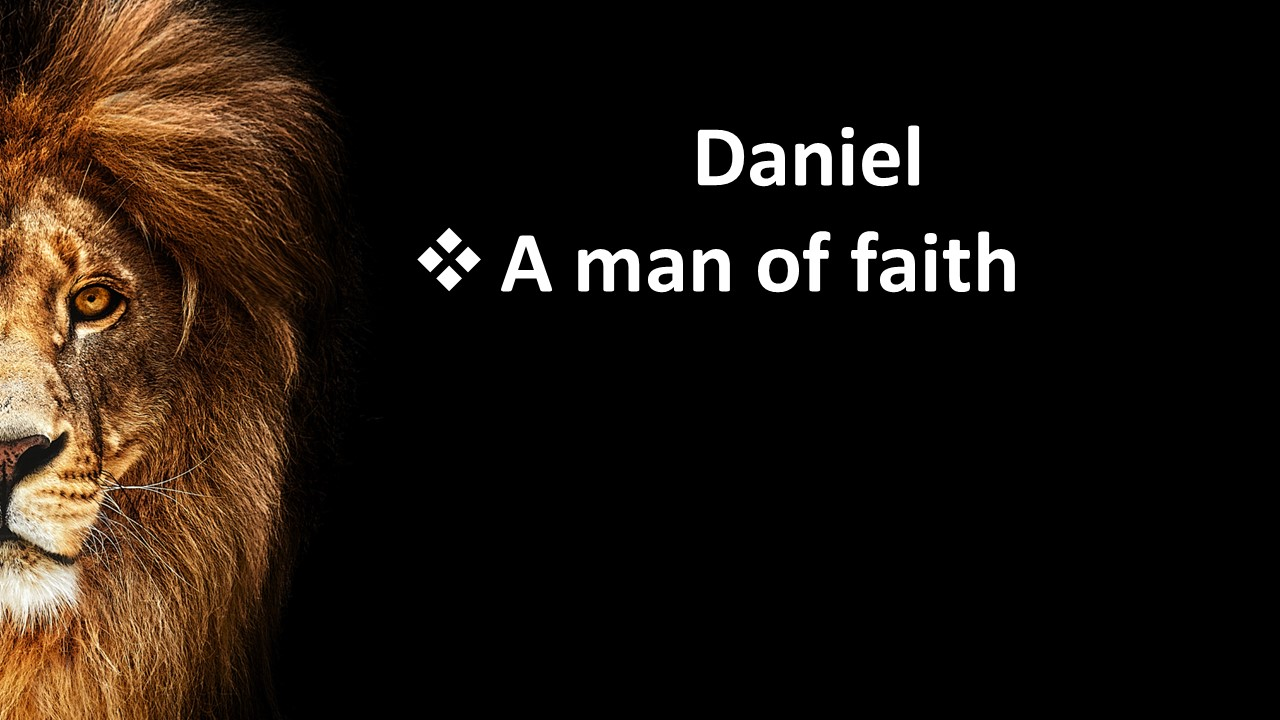 Daniel
❖ A man of faith